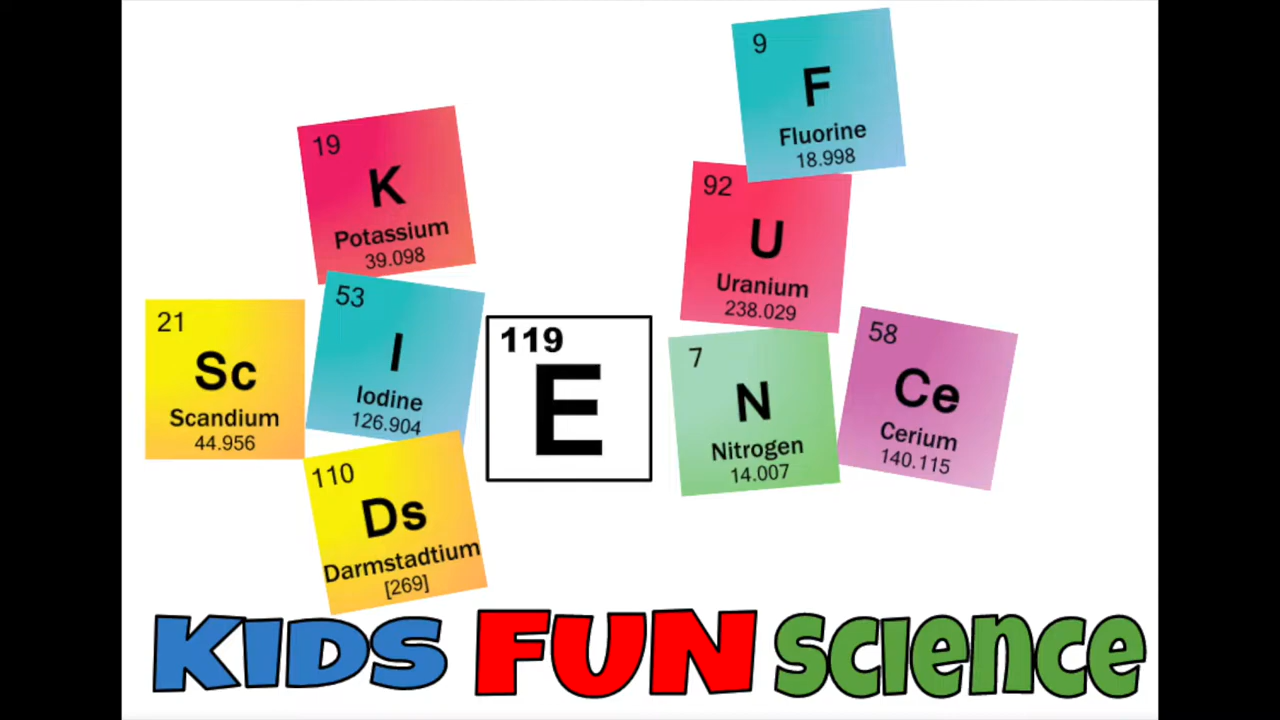 9
F
Fluorine
18.998
19
K
Potassium
39.098
92
U
Uranium
238.029
21
Sc
Scandium
44.956
53
I
Iodine
126.904
119
E
7
N
Nitrogen
14.007
58
Ce
Cerium
140.115
110
Ds
Darmstadtium
[269]
KIDS FUN SCIENCE